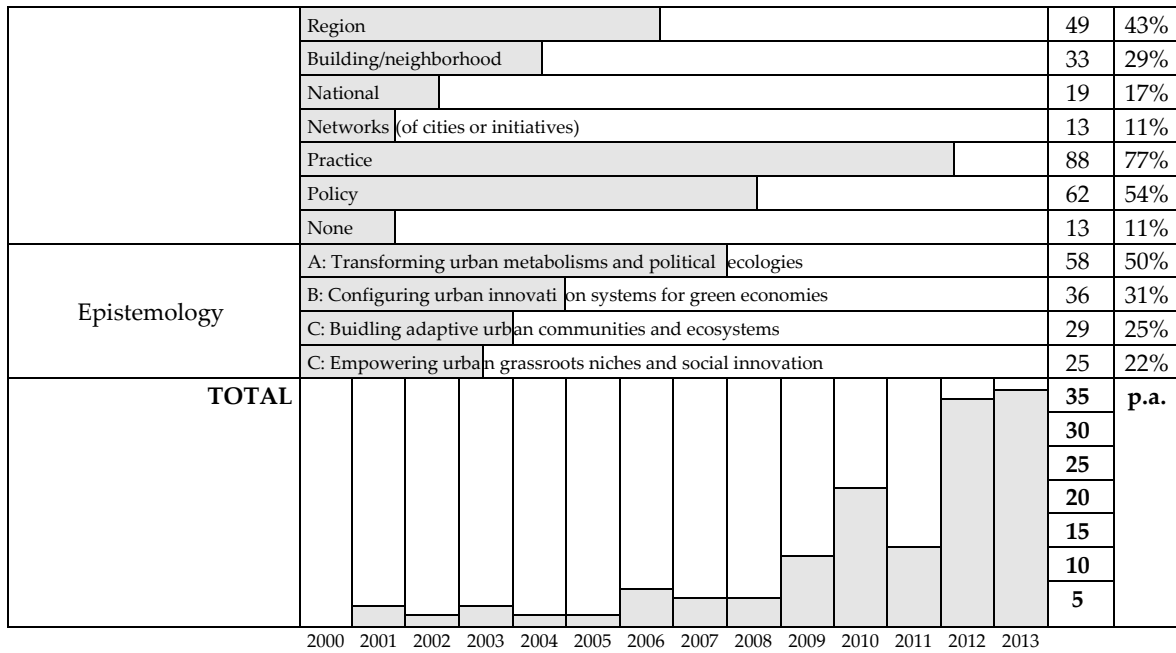 Region 49 43%
Building/neighborhood 33 29%
National 19 17%
Networks (of cities or initiatives) 13 11%
Practice 88 77%
Policy 62 54%
None 13 11%
Epistemology
A: Transforming urban metabolisms and political ecologies 58 50%
B: Configuring urban innovati on systems for green economies 36 31%
C: Buidling adaptive urban communities and ecosystems 29 25%
C: Empowering urban grassroots niches and social innovation 25 22%
TOTAL 35 p.a.
30
25
20
15
10
5
2000 2001 2002 2003 2004 2005 2006 2007 2008 2009 2010 2011 2012 2013